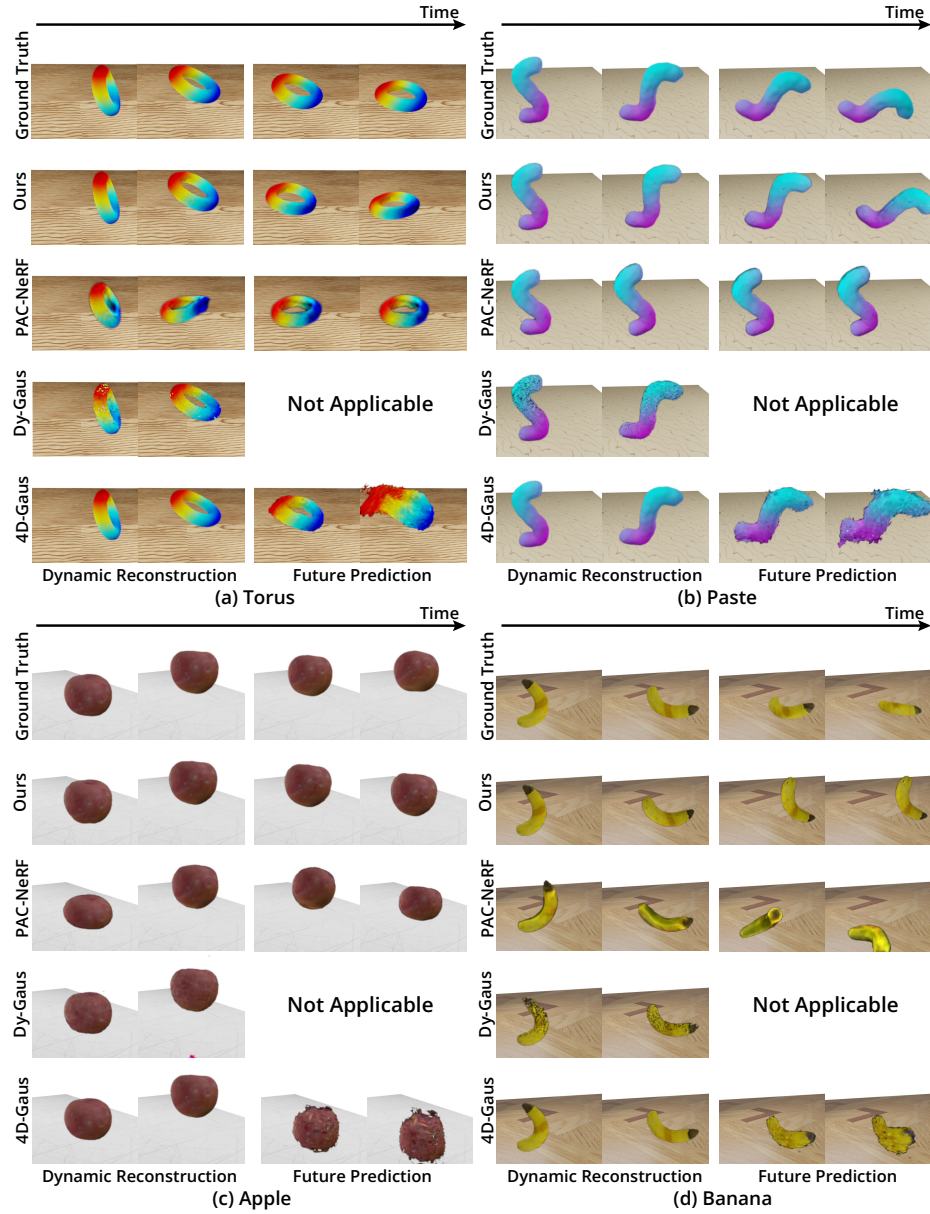 Time
Ground Truth
Ours
PAC-NeRF
Dy-Gaus
Not Applicable
4D-Gaus
Dynamic Reconstruction
Future Prediction
(a) Torus
Time
Ground Truth
Ours
PAC-NeRF
Dy-Gaus
Not Applicable
4D-Gaus
Dynamic Reconstruction
Future Prediction
(b) Paste
Time
Ground Truth
Ours
PAC-NeRF
Dy-Gaus
Not Applicable
4D-Gaus
Dynamic Reconstruction
Future Prediction
(c) Apple
Time
Ground Truth
Ours
PAC-NeRF
Dy-Gaus
Not Applicable
4D-Gaus
Dynamic Reconstruction
Future Prediction
(d) Banana